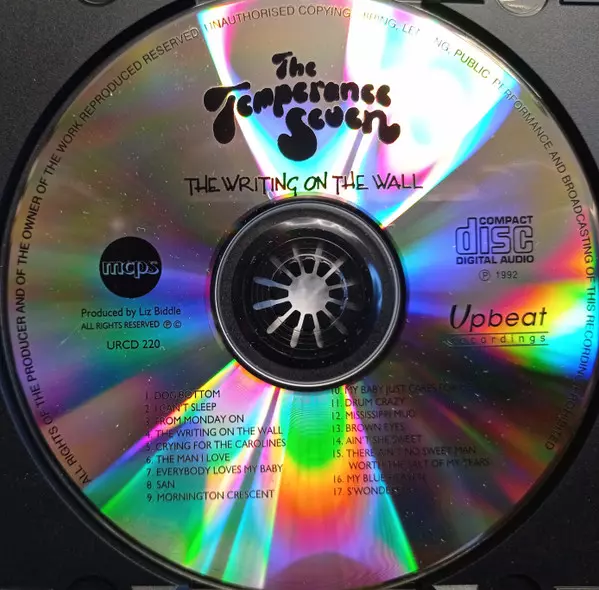 ALL RIGHTS OF THE PRODUCER AND OF THE OWNER OF THE WORK REPRODUCED RESERVED. UNAUTHORISED COPYING, PUBLIC PERFORMANCE AND BROADCASTING OF THIS RECORDING
The
Temperance
Seven
THE WRITING ON THE WALL
mcps
COMPACT
disc
DIGITAL AUDIO
℗ 1992
Produced by Liz Biddle
ALL RIGHTS RESERVED ℗ ©
URCD 220
Upbeat
recordings
1. DOG BOTTOM
2. I CAN'T SLEEP
3. FROM MONDAY ON
4. THE WRITING ON THE WALL
5. CRYING FOR THE CAROLINES
6. THE MAN I LOVE
7. EVERYBODY LOVES MY BABY
8. SAN
9. MORNINGTON CRESCENT
10. MY BABY JUST CARES
11. DRUM CRAZY
12. MISSISSIPPI MUD
13. BROWN EYES
14. AIN'T SHE SWEET
15. THERE AIN'T NO SWEET MAN
WORTH THE SALT OF MY TEARS
16. MY BLUE HEAVEN
17. S'WONDERFUL